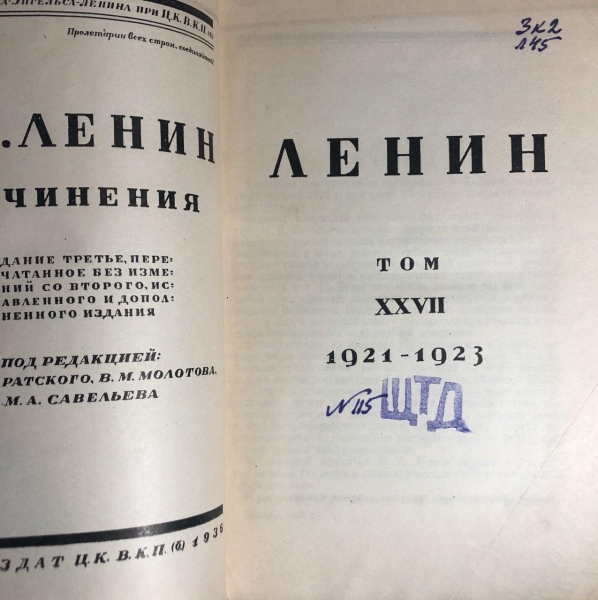 А-ЭНГЕЛЬСА-ЛЕНИНА ПРИ Ц.К.В.К.П.(б)
Пролетарии всех стран, соединяйтесь!
. ЛЕНИН
ЧИНЕНИЯ
ДАНИЕ ТРЕТЬЕ, ПЕРЕ-
ЧАТАННОЕ БЕЗ ИЗМЕ-
НИЙ СО ВТОРОГО, ИС-
АВЛЕННОГО И ДОПОЛ-
НЕННОГО ИЗДАНИЯ
ПОД РЕДАКЦИЕЙ:
РАТСКОГО, В. М. МОЛОТОВА,
М. А. САВЕЛЬЕВА
ЗДАТ Ц.К. В.К.П. (б) 1936
3К2
Л45
ЛЕНИН
ТОМ
XXVII
1921-1923
№ 115 ЩТД